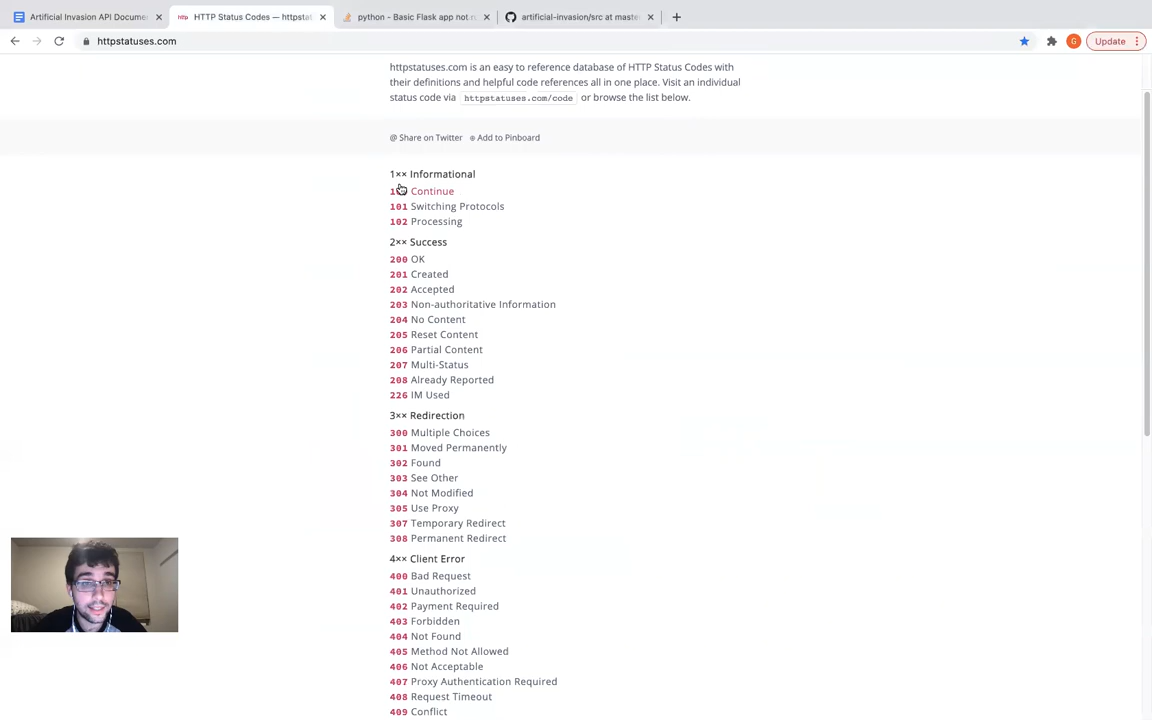 Artificial Invasion API Docume
HTTP Status Codes — httpstat
python - Basic Flask app not r
artificial-invasion/src at maste
httpstatuses.com
G
Update
httpstatuses.com is an easy to reference database of HTTP Status Codes with
their definitions and helpful code references all in one place. Visit an individual
status code via httpstatuses.com/code or browse the list below.
@ Share on Twitter ⊕ Add to Pinboard
1×× Informational
Continue
101 Switching Protocols
102 Processing
2×× Success
200 OK
201 Created
202 Accepted
203 Non-authoritative Information
204 No Content
205 Reset Content
206 Partial Content
207 Multi-Status
208 Already Reported
226 IM Used
3×× Redirection
300 Multiple Choices
301 Moved Permanently
302 Found
303 See Other
304 Not Modified
305 Use Proxy
307 Temporary Redirect
308 Permanent Redirect
4×× Client Error
400 Bad Request
401 Unauthorized
402 Payment Required
403 Forbidden
404 Not Found
405 Method Not Allowed
406 Not Acceptable
407 Proxy Authentication Required
408 Request Timeout
409 Conflict